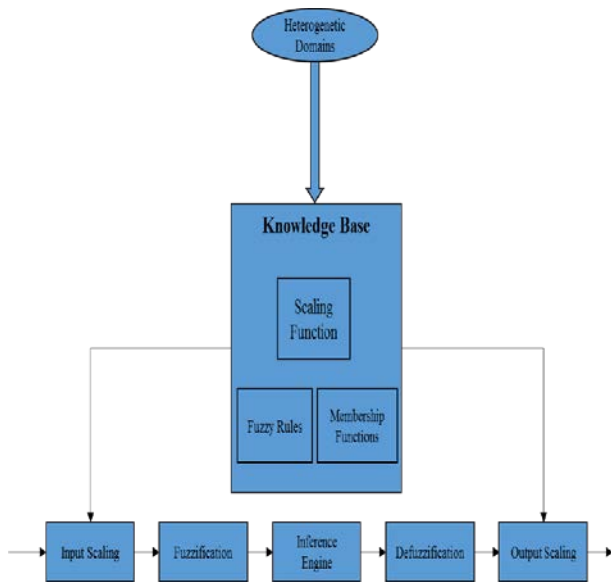 Heterogenetic
Domains
Knowledge Base
Scaling
Function
Fuzzy Rules
Membership
Functions
Input Scaling
Fuzzification
Inference
Engine
Defuzzification
Output Scaling